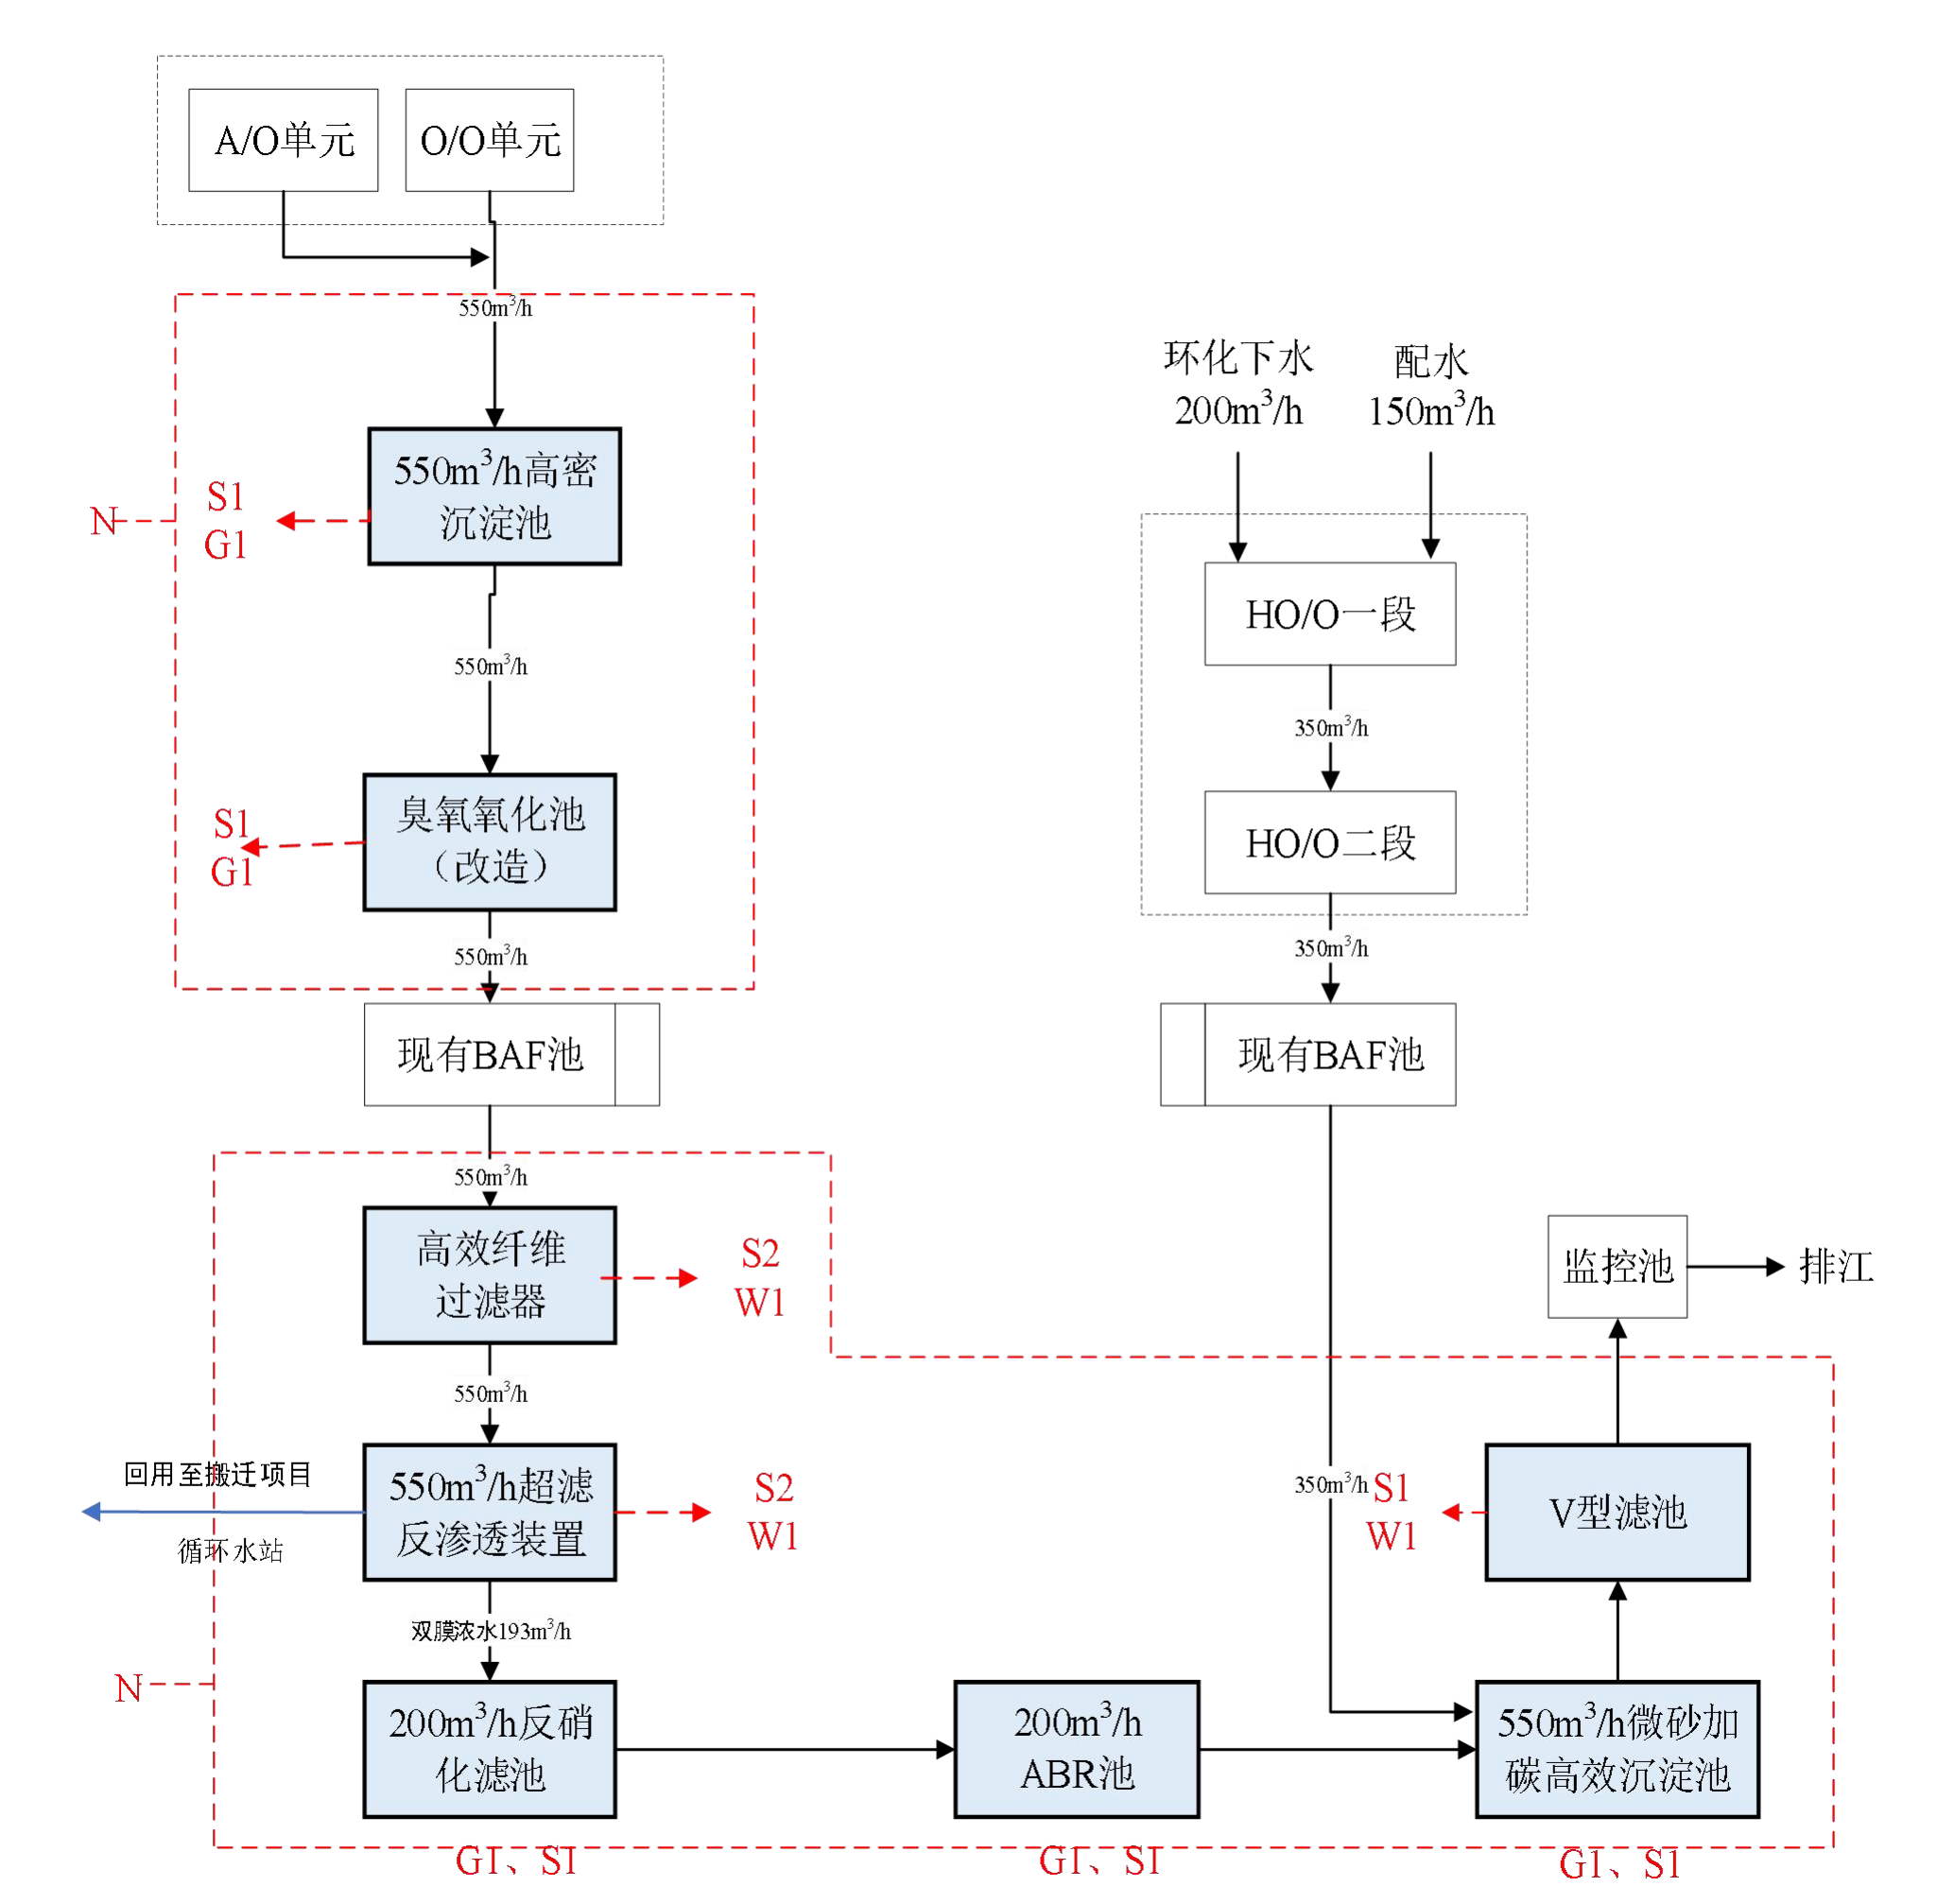 A/O单元
O/O单元
550m³/h
环化下水
200m³/h
配水
150m³/h
550m³/h高密
沉淀池
S1
G1
N
HO/O一段
550m³/h
350m³/h
臭氧氧化池
（改造）
S1
G1
HO/O二段
550m³/h
350m³/h
现有BAF池
现有BAF池
550m³/h
高效纤维
过滤器
S2
W1
监控池
排江
550m³/h
回用至搬迁项目
循环水站
550m³/h超滤
反渗透装置
S2
W1
350m³/h
S1
W1
V型滤池
双膜浓水193m³/h
N
200m³/h反硝
化滤池
200m³/h
ABR池
550m³/h微砂加
碳高效沉淀池
G1、S1
G1、S1
G1、S1